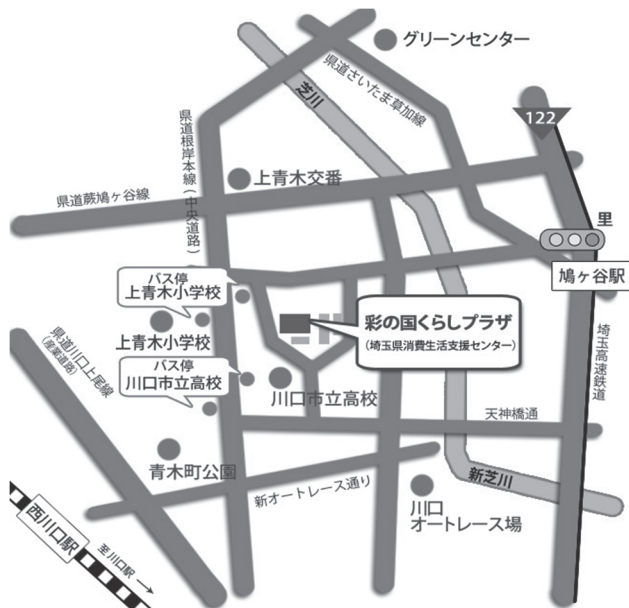 グリーンセンター
県道さいたま草加線
芝川
122
県道根岸本線(中央道路)
上青木交番
県道蕨鳩ヶ谷線
里
鳩ヶ谷駅
バス停
上青木小学校
彩の国くらしプラザ
(埼玉県消費生活支援センター)
上青木小学校
県道川口上尾線
(産業道路)
バス停
川口市立高校
川口市立高校
埼玉高速鉄道
天神橋通
青木町公園
新オートレース通り
新芝川
川口
オートレース場
西川口駅
至川口駅